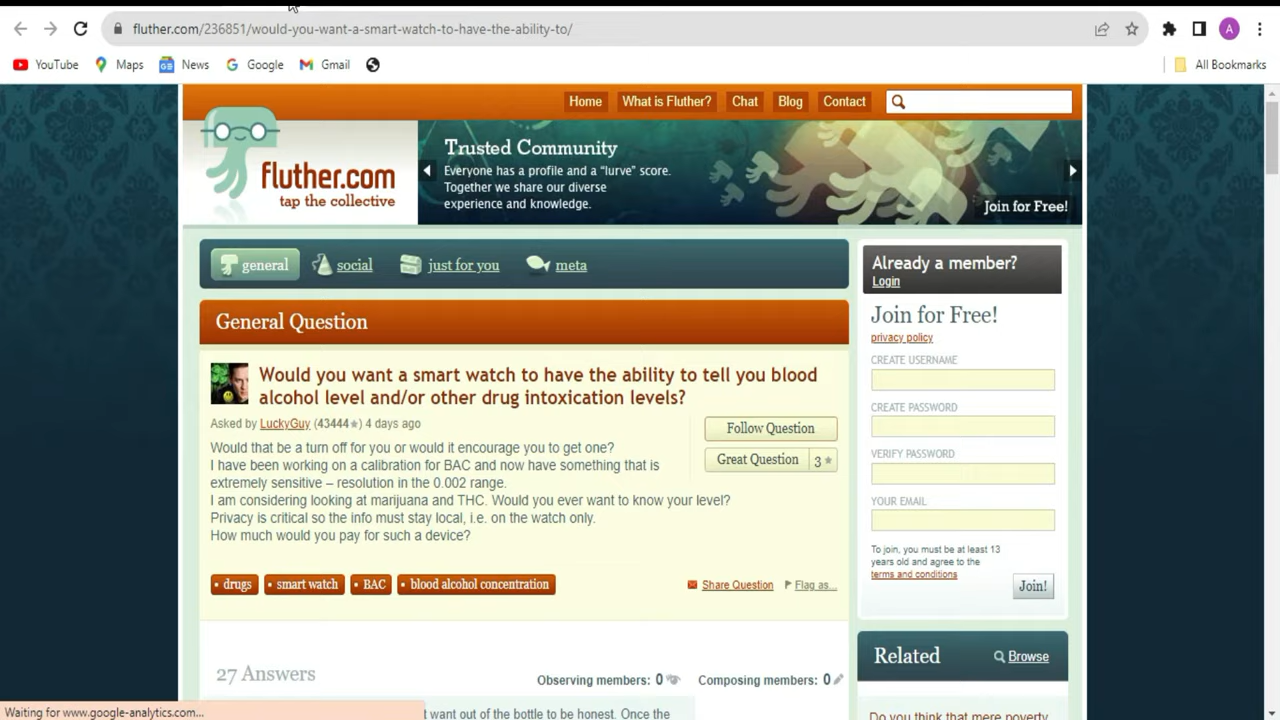 fluther.com/236851/would-you-want-a-smart-watch-to-have-the-ability-to/
A
YouTube
Maps
News
Google
Gmail
All Bookmarks
Home
What is Fluther?
Chat
Blog
Contact
fluther.com
tap the collective
Trusted Community
Everyone has a profile and a “lurve” score.
Together we share our diverse
experience and knowledge.
Join for Free!
general
social
just for you
meta
General Question
Would you want a smart watch to have the ability to tell you blood
alcohol level and/or other drug intoxication levels?
Asked by LuckyGuy (43444★) 4 days ago
Would that be a turn off for you or would it encourage you to get one?
I have been working on a calibration for BAC and now have something that is
extremely sensitive – resolution in the 0.002 range.
I am considering looking at marijuana and THC. Would you ever want to know your level?
Privacy is critical so the info must stay local, i.e. on the watch only.
How much would you pay for such a device?
Follow Question
Great Question 3★
• drugs
• smart watch
• BAC
• blood alcohol concentration
Share Question
Flag as...
27 Answers
Observing members: 0
Composing members: 0
t want out of the bottle to be honest. Once the
Already a member?
Login
Join for Free!
privacy policy
CREATE USERNAME
CREATE PASSWORD
VERIFY PASSWORD
YOUR EMAIL
To join, you must be at least 13
years old and agree to the
terms and conditions
Join!
Related
Browse
Do you think that mere poverty
Waiting for www.google-analytics.com...